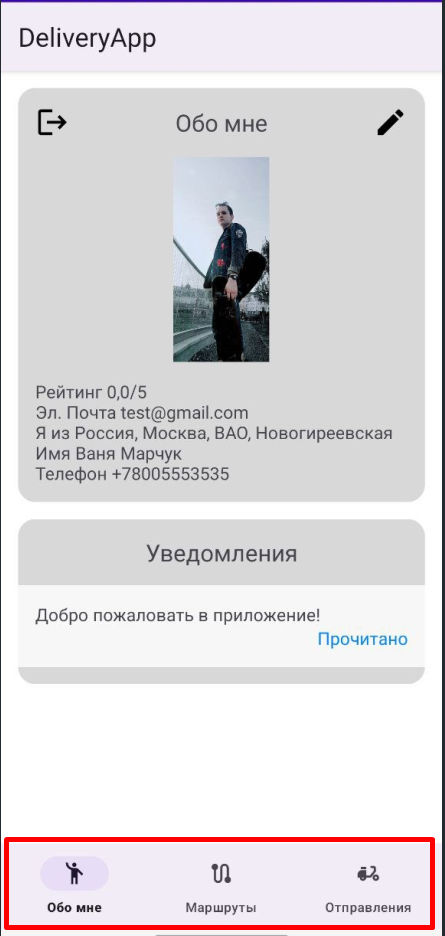 DeliveryApp
Обо мне
Рейтинг 0,0/5
Эл. Почта test@gmail.com
Я из Россия, Москва, ВАО, Новогиреевская
Имя Ваня Марчук
Телефон +78005553535
Уведомления
Добро пожаловать в приложение!
Прочитано
Обо мне Маршруты Отправления